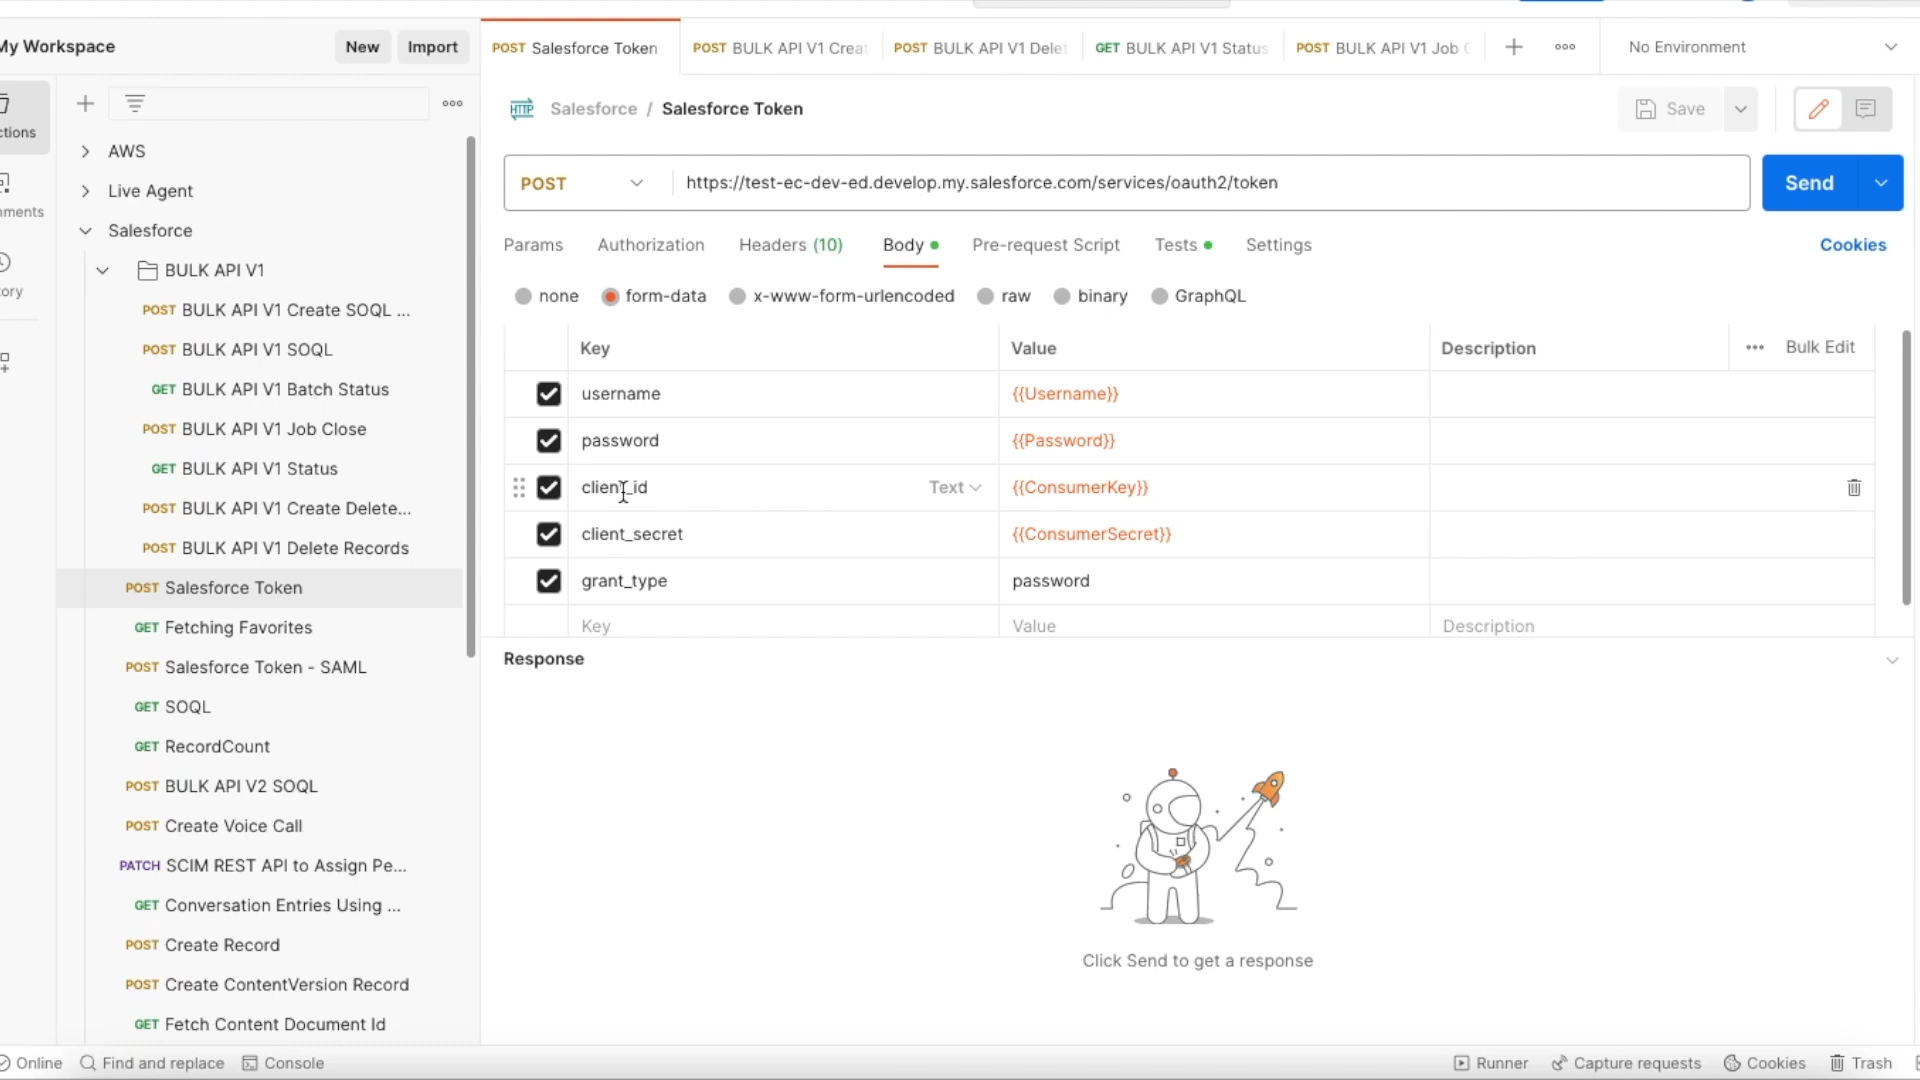 My Workspace
New
Import
POST Salesforce Token
POST BULK API V1 Crea
POST BULK API V1 Dele
GET BULK API V1 Status
POST BULK API V1 Job
No Environment
ctions
nments
ory
AWS
Live Agent
Salesforce
BULK API V1
POST BULK API V1 Create SOQL ...
POST BULK API V1 SOQL
GET BULK API V1 Batch Status
POST BULK API V1 Job Close
GET BULK API V1 Status
POST BULK API V1 Create Delete...
POST BULK API V1 Delete Records
POST Salesforce Token
GET Fetching Favorites
POST Salesforce Token - SAML
GET SOQL
GET RecordCount
POST BULK API V2 SOQL
POST Create Voice Call
PATCH SCIM REST API to Assign Pe...
GET Conversation Entries Using ...
POST Create Record
POST Create ContentVersion Record
GET Fetch Content Document Id
HTTP Salesforce / Salesforce Token
Save
POST https://test-ec-dev-ed.develop.my.salesforce.com/services/oauth2/token
Send
Params Authorization Headers (10) Body Pre-request Script Tests Settings
Cookies
none form-data x-www-form-urlencoded raw binary GraphQL
Key Value Description Bulk Edit
username {{Username}}
password {{Password}}
client_id Text {{ConsumerKey}}
client_secret {{ConsumerSecret}}
grant_type password
Key Value Description
Response
Click Send to get a response
Online Find and replace Console
Runner Capture requests Cookies Trash